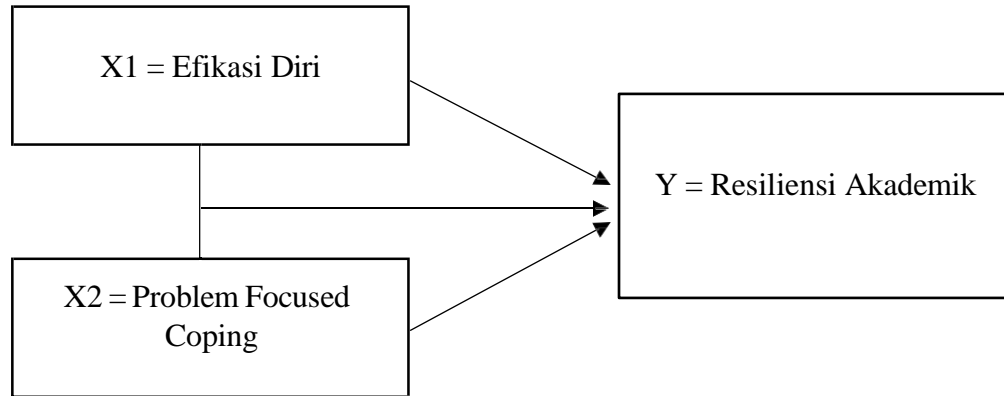 X1 = Efikasi Diri
Y = Resiliensi Akademik
X2 = Problem Focused
Coping